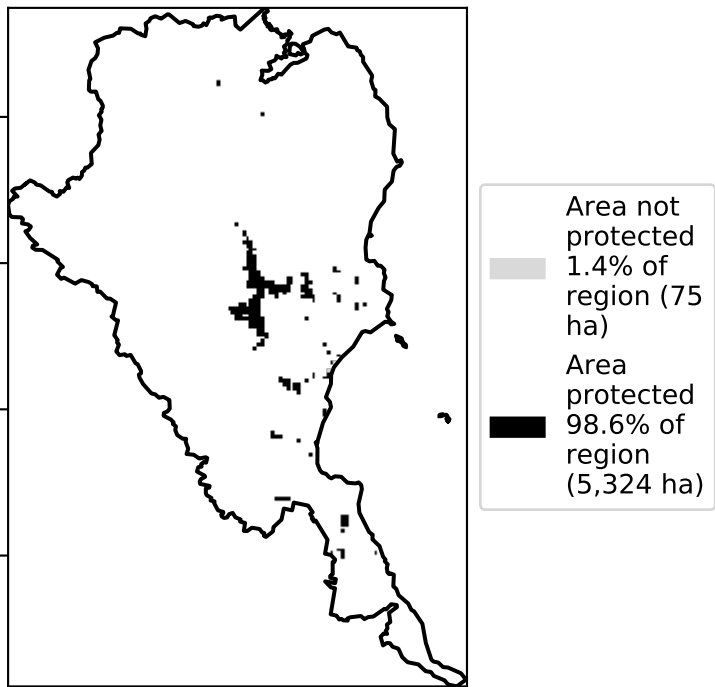 Area not
protected
1.4% of
region (75
ha)
Area
protected
98.6% of
region
(5,324 ha)